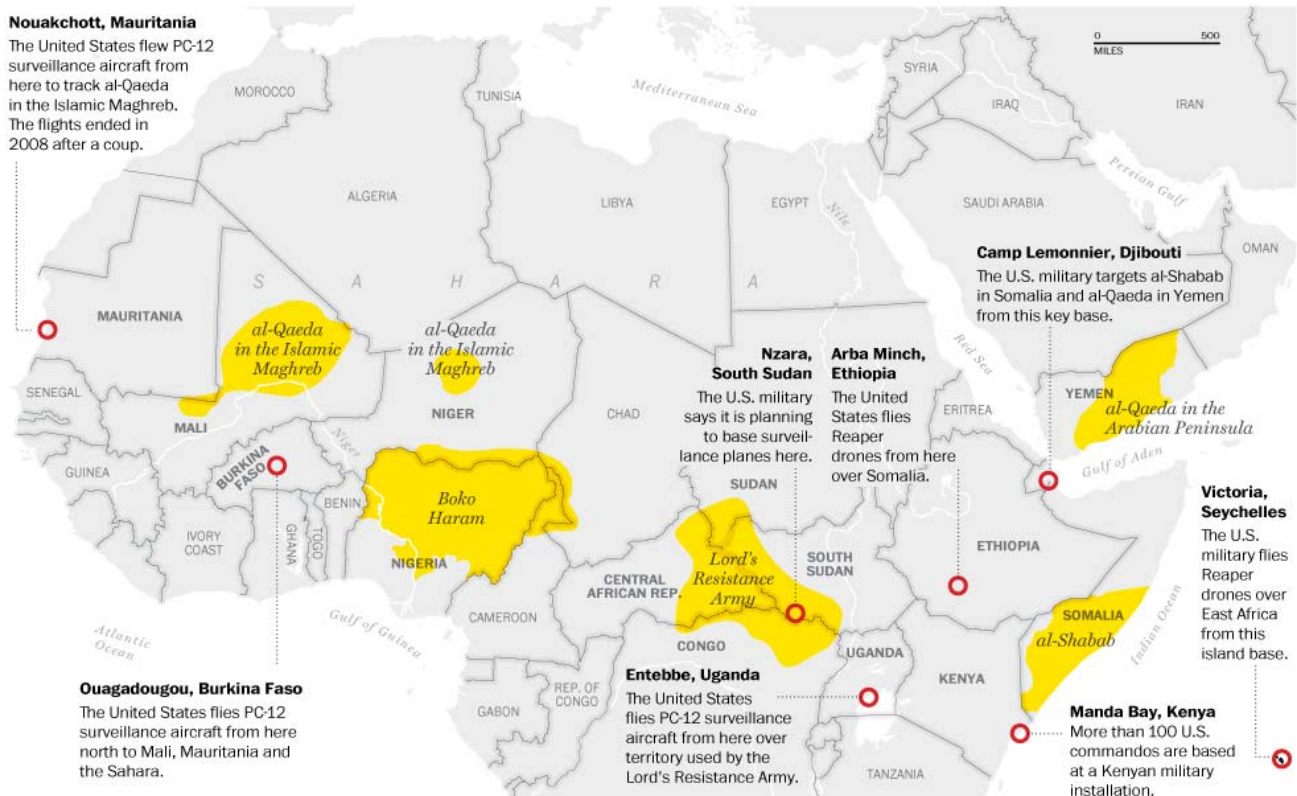 Nouakchott, Mauritania
The United States flew PC-12
surveillance aircraft from
here to track al-Qaeda
in the Islamic Maghreb.
The flights ended in
2008 after a coup.
0 500
MILES
MOROCCO
TUNISIA
Mediterranean Sea
SYRIA
IRAQ
IRAN
Persian Gulf
ALGERIA
LIBYA
EGYPT
Nile
SAUDI ARABIA
OMAN
S A H A R A
Camp Lemonnier, Djibouti
The U.S. military targets al-Shabab
in Somalia and al-Qaeda in Yemen
from this key base.
MAURITANIA
al-Qaeda
in the Islamic
Maghreb
al-Qaeda
in the Islamic
Maghreb
Red Sea
Nzara,
South Sudan
The U.S. military
says it is planning
to base surveil-
lance planes here.
Arba Minch,
Ethiopia
The United
States flies
Reaper
drones from here
over Somalia.
SENEGAL
MALI
NIGER
Niger
CHAD
ERITREA
YEMEN
al-Qaeda in the
Arabian Peninsula
Gulf of Aden
GUINEA
BURKINA
FASO
BENIN
Boko
Haram
SUDAN
IVORY
COAST
GHANA
TOGO
NIGERIA
CENTRAL
AFRICAN REP.
Lord's
Resistance
Army
SOUTH
SUDAN
ETHIOPIA
Victoria,
Seychelles
The U.S.
military flies
Reaper
drones over
East Africa
from this
island base.
Atlantic
Ocean
Gulf of Guinea
CAMEROON
CONGO
UGANDA
SOMALIA
al-Shabab
Indian Ocean
KENYA
GABON
REP. OF
CONGO
Ouagadougou, Burkina Faso
The United States flies PC-12
surveillance aircraft from here
north to Mali, Mauritania and
the Sahara.
Entebbe, Uganda
The United States
flies PC-12 surveillance
aircraft from here over
territory used by the
Lord's Resistance Army.
TANZANIA
Manda Bay, Kenya
More than 100 U.S.
commandos are based
at a Kenyan military
installation.